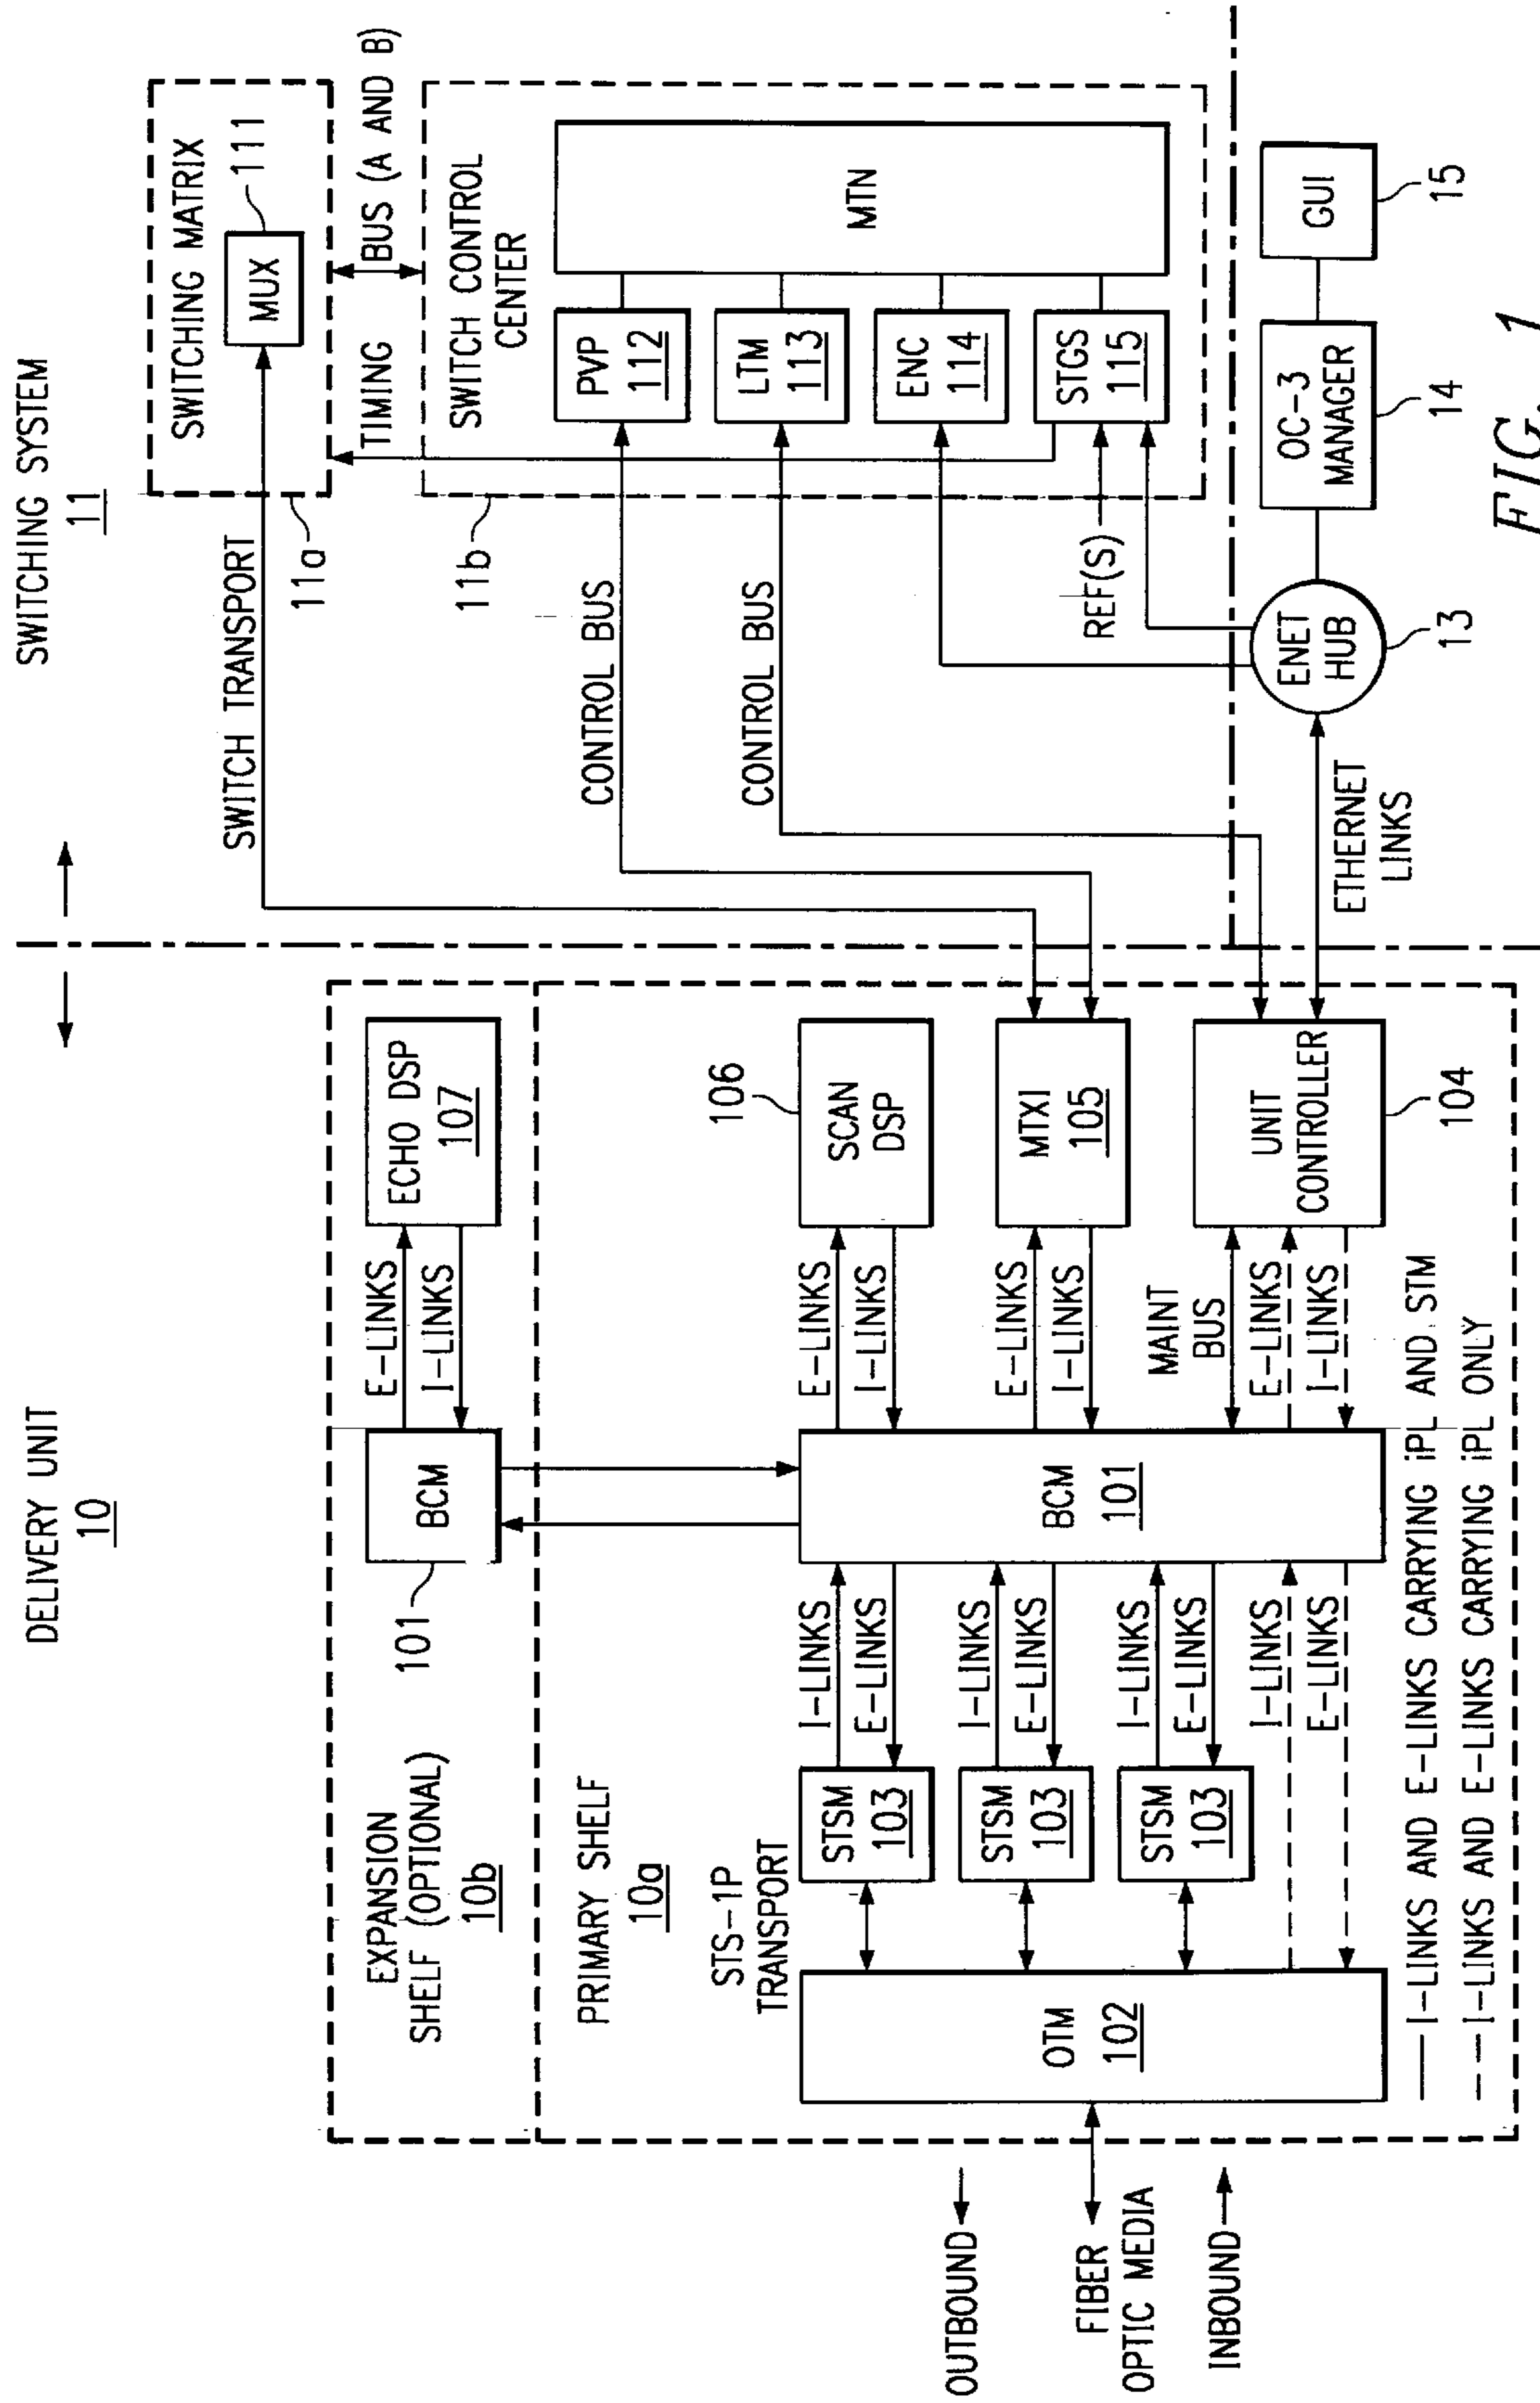 DELIVERY UNIT
10
SWITCHING SYSTEM
11
EXPANSION
SHELF (OPTIONAL)
10b
101
BCM
E-LINKS
I-LINKS
ECHO DSP
107
PRIMARY SHELF
10a
STS-1P
TRANSPORT
OUTBOUND
FIBER
OPTIC MEDIA
INBOUND
OTM
102
STSM
103
STSM
103
STSM
103
I-LINKS
E-LINKS
I-LINKS
E-LINKS
I-LINKS
E-LINKS
I-LINKS
E-LINKS
BCM
101
E-LINKS
I-LINKS
E-LINKS
I-LINKS
MAINT
BUS
E-LINKS
I-LINKS
106
SCAN
DSP
MTXI
105
UNIT
CONTROLLER
104
I-LINKS AND E-LINKS CARRYING iPL AND STM
I-LINKS AND E-LINKS CARRYING iPL ONLY
SWITCH TRANSPORT
SWITCHING MATRIX
MUX
111
11a
TIMING
BUS (A AND B)
11b
SWITCH CONTROL
CENTER
CONTROL BUS
CONTROL BUS
PVP
112
LTM
113
ENC
114
STGS
115
MTN
REF(S)
ETHERNET
LINKS
ENET
HUB
13
OC-3
MANAGER
14
GUI
15
FIG. 1